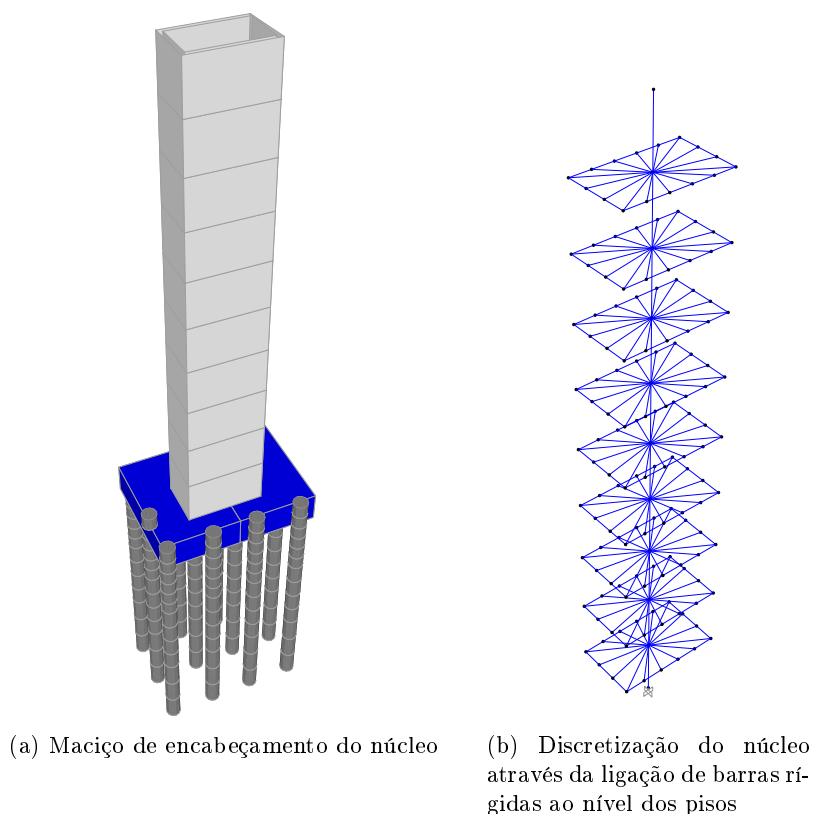 (a) Maciço de encabeçamento do núcleo
(b) Discretização do núcleo
através da ligação de barras rí-
gidas ao nível dos pisos